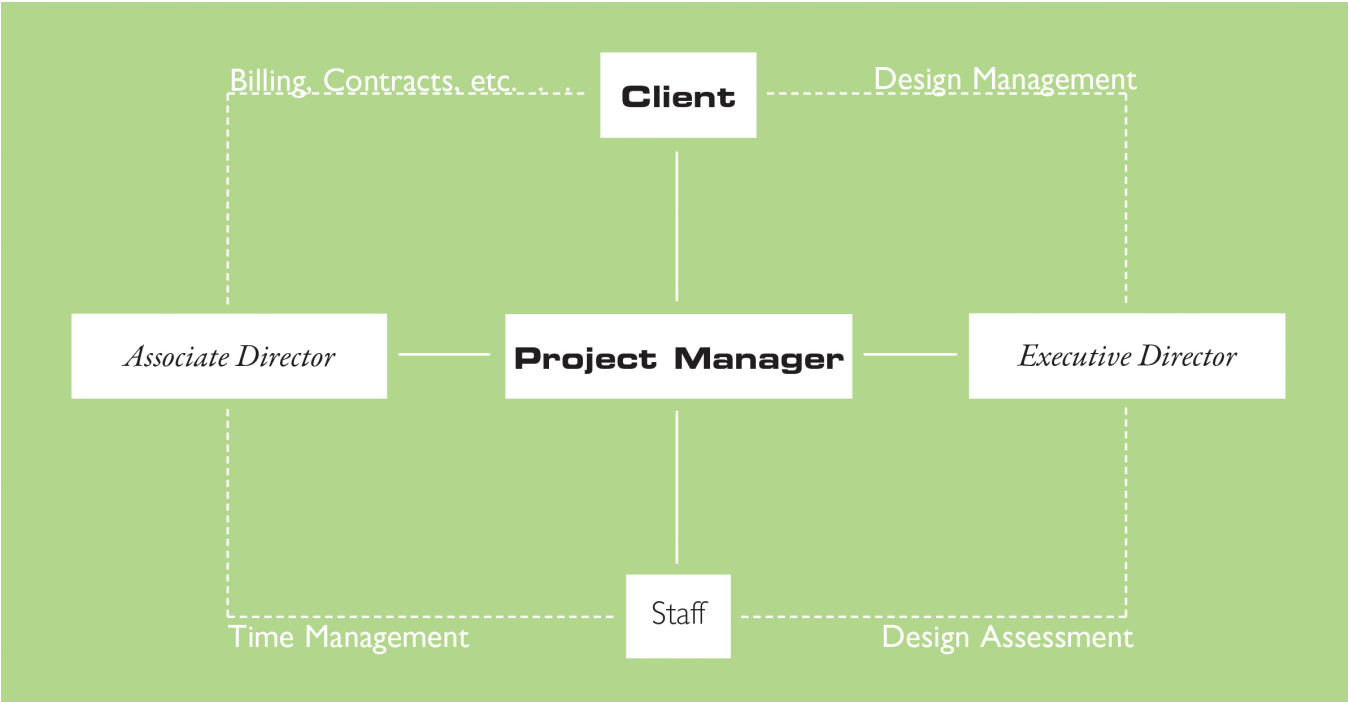 Billing, Contracts, etc. . . .
Client
Design Management
Associate Director
Project Manager
Executive Director
Staff
Time Management
Design Assessment